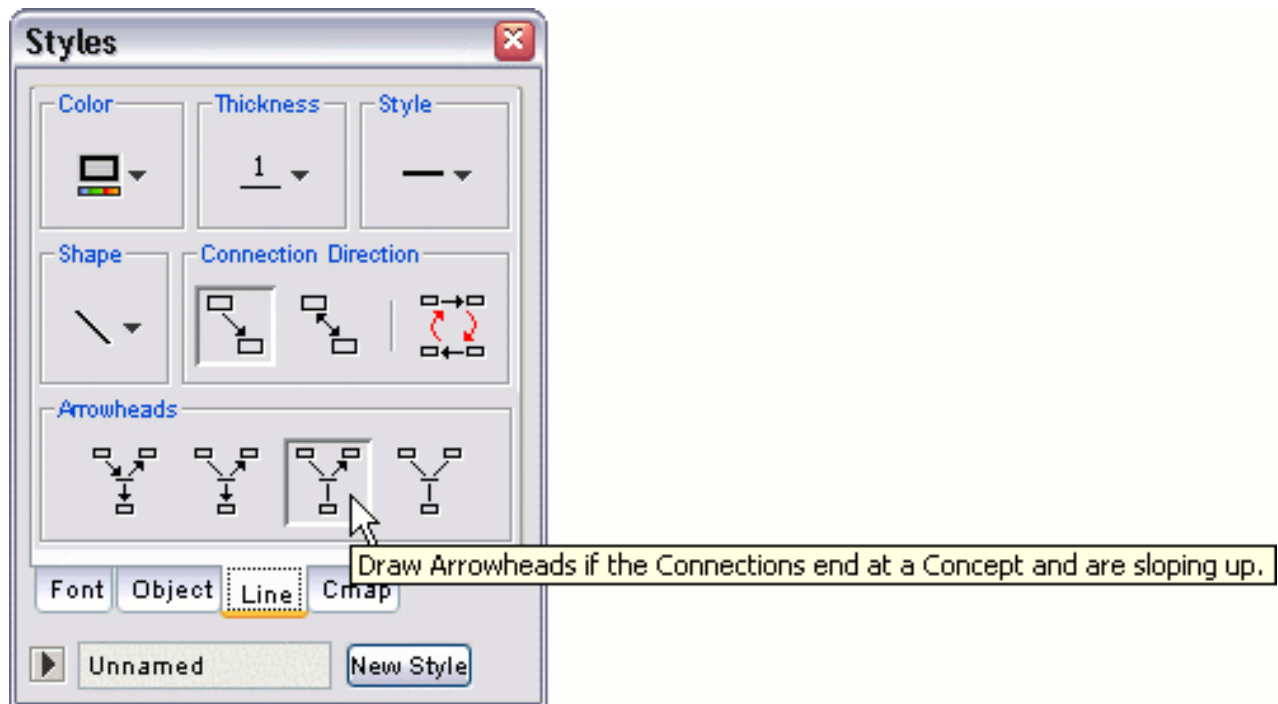 Styles
Color
Thickness
Style
1
Shape
Connection Direction
Arrowheads
Draw Arrowheads if the Connections end at a Concept and are sloping up.
Font
Object
Line
Cmap
Unnamed
New Style